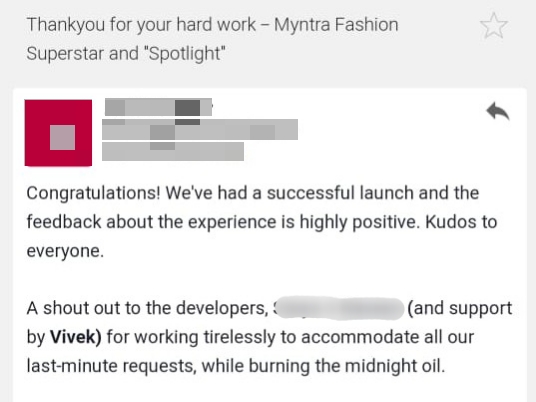 Thankyou for your hard work – Myntra Fashion
Superstar and "Spotlight"
Congratulations! We've had a successful launch and the
feedback about the experience is highly positive. Kudos to
everyone.
A shout out to the developers, (and support
by Vivek) for working tirelessly to accommodate all our
last-minute requests, while burning the midnight oil.